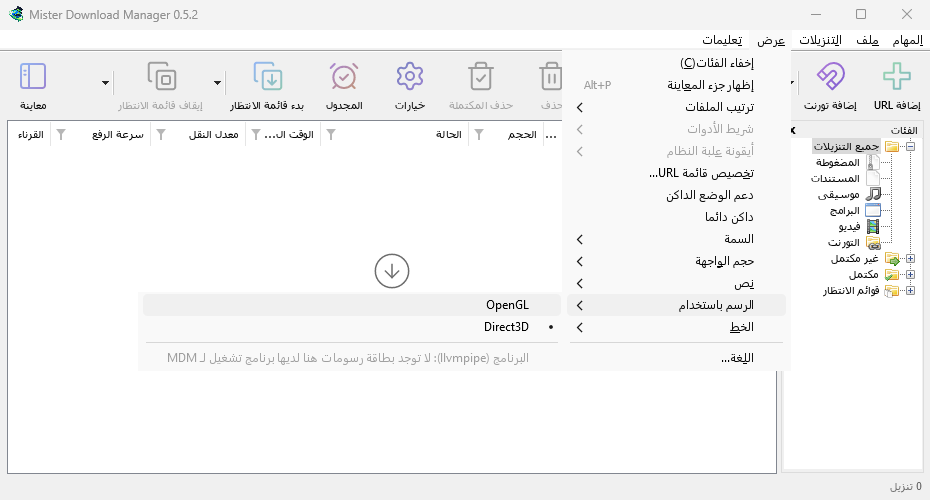 Mister Download Manager 0.5.2
المهام ملف التنزيلات عرض تعليمات
إضافة URL
إضافة تورنت
حذف
حذف المكتملة
خيارات
المجدول
بدء قائمة الانتظار
إيقاف قائمة الانتظار
معاينة
الفئات
جميع التنزيلات
المضغوطة
المستندات
موسيقى
البرامج
فيديو
التورنت
غير مكتمل
مكتمل
قوائم الانتظار
...
الحجم
الحالة
الوقت ال...
معدل النقل
سرعة الرفع
القرناء
إخفاء الفئات(C)
إظهار جزء المعاينة Alt+P
ترتيب الملفات
شريط الأدوات
أيقونة علبة النظام
تخصيص قائمة URL...
دعم الوضع الداكن
داكن دائما
السمة
حجم الواجهة
نص
الرسم باستخدام
الخط
اللغة...
OpenGL
Direct3D
البرنامج (llvmpipe): لا توجد بطاقة رسومات هنا لديها برنامج تشغيل لـ MDM
0 تنزيل